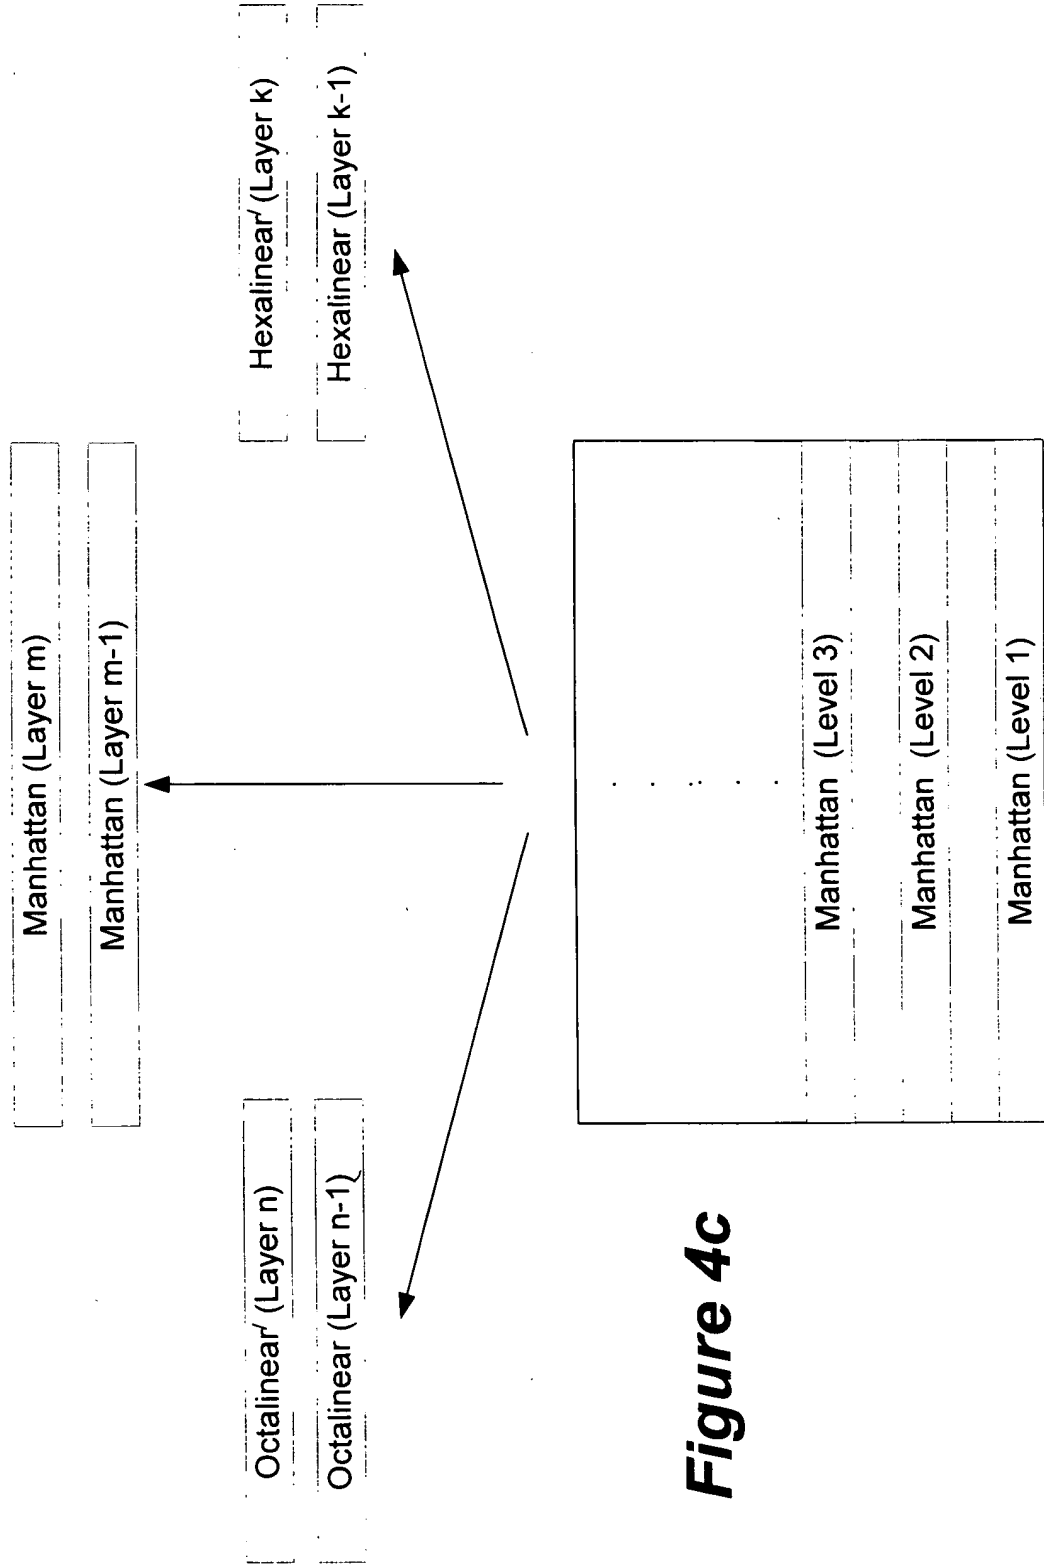 Manhattan (Layer m)
Manhattan (Layer m-1)
Octalinear' (Layer n)
Octalinear (Layer n-1)
Hexalinear' (Layer k)
Hexalinear (Layer k-1)
Manhattan (Level 3)
Manhattan (Level 2)
Manhattan (Level 1)
Figure 4c